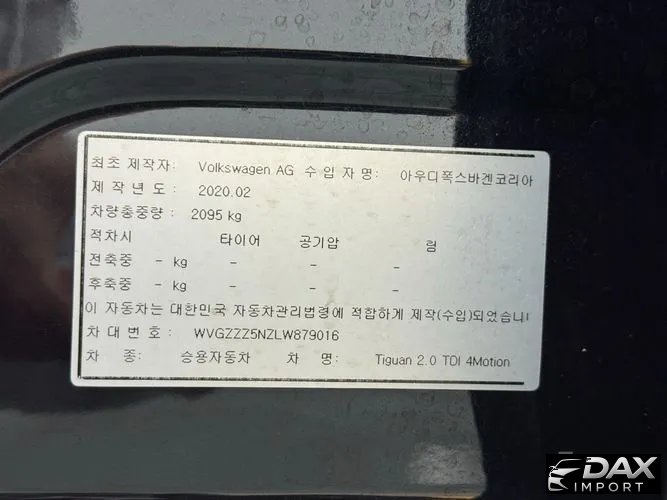 최초 제작자: Volkswagen AG 수 입 자 명: 아우디폭스바겐코리아
제 작 년 도 : 2020.02
차량총중량 : 2095 kg
적차시 타이어 공기압 림
전축중 - kg - - -
후축중 - kg - - -
이 자동차는 대한민국 자동차관리법령에 적합하게 제작(수입)되었습니
차 대 번 호 : WVGZZZ5NZLW879016
차 종: 승용자동차 차 명: Tiguan 2.0 TDI 4Motion
DAX
IMPORT